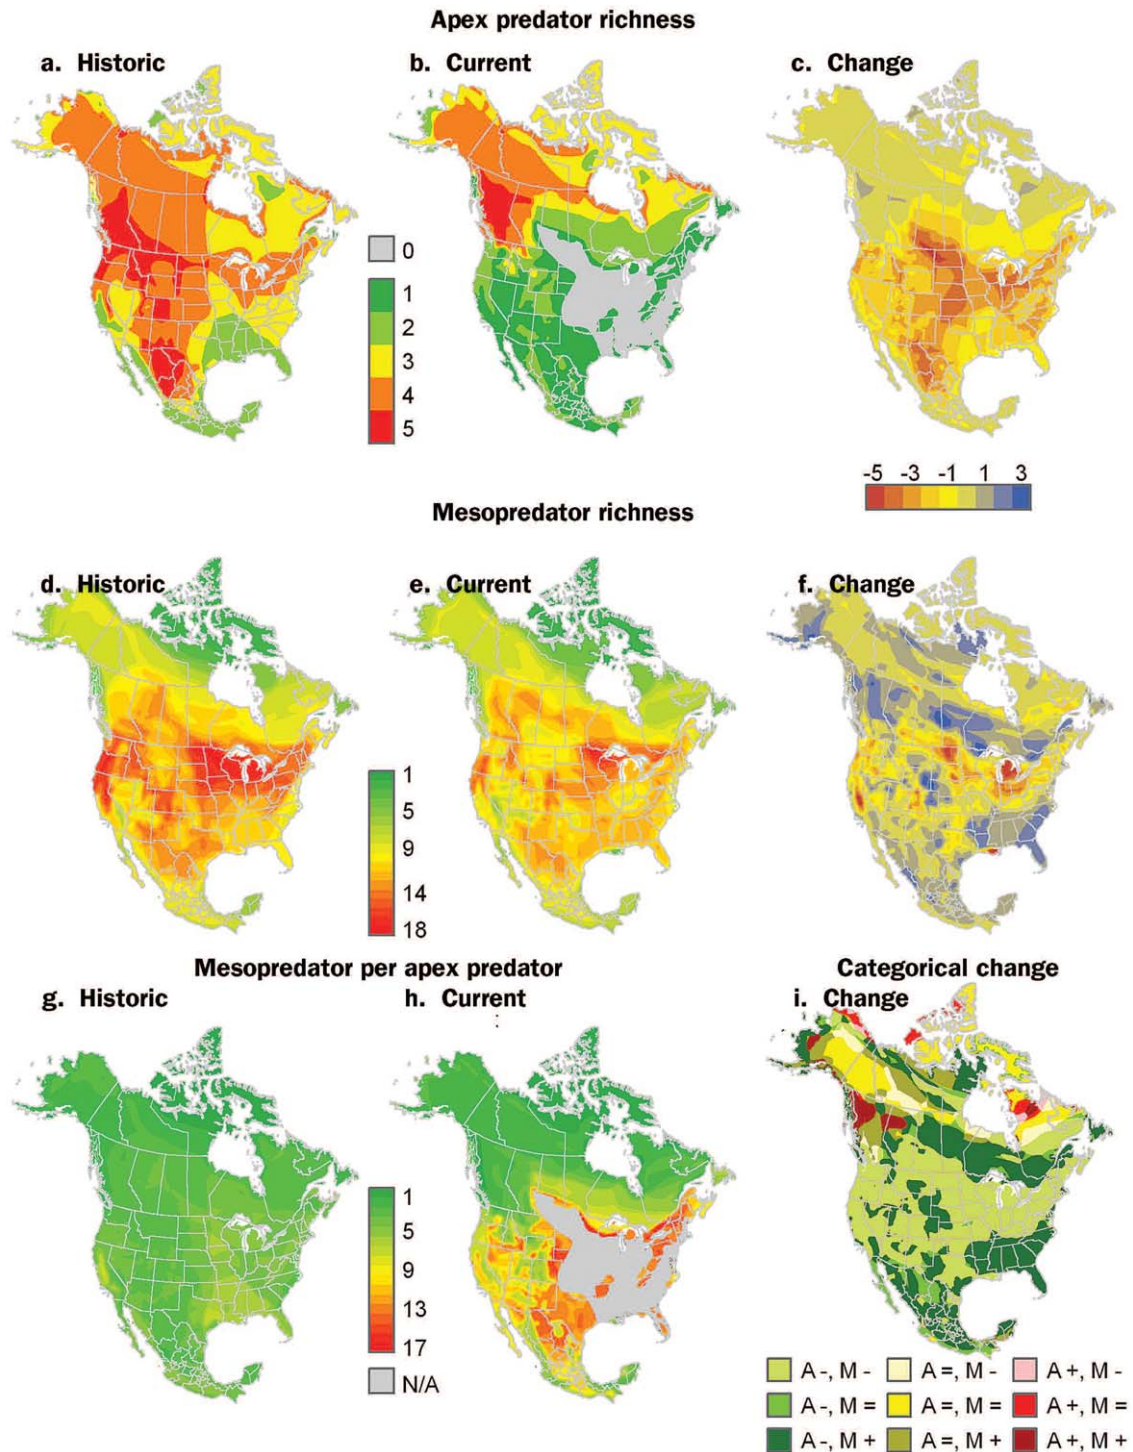 Apex predator richness
a. Historic
b. Current
c. Change
0
1
2
3
4
5
-5 -3 -1 1 3
Mesopredator richness
d. Historic
e. Current
f. Change
1
5
9
14
18
Mesopredator per apex predator
Categorical change
g. Historic
h. Current
i. Change
1
5
9
13
17
N/A
A -, M - A =, M - A +, M -
A -, M = A =, M = A +, M =
A -, M + A =, M + A +, M +